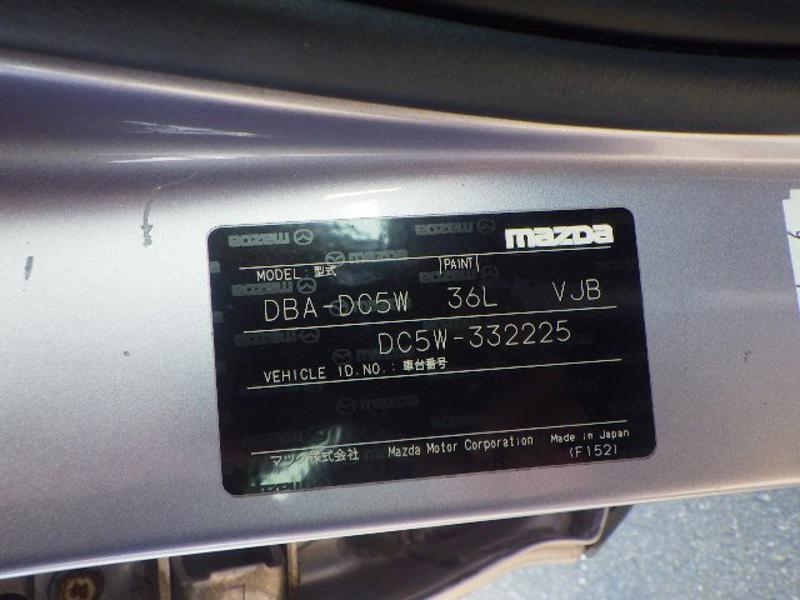 mazda
MODEL : 型式 PAINT
DBA-DC5W 36L VJB
DC5W-332225
VEHICLE ID.NO. : 車台番号
マツダ株式会社 Mazda Motor Corporation Made in Japan
(F152)